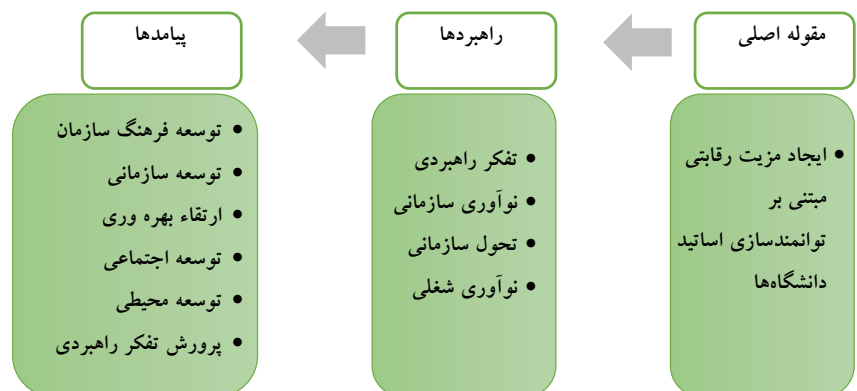 مقوله اصلی
• ایجاد مزیت رقابتی
مبتنی بر
توانمندسازی اساتید
دانشگاه‌ها
راهبردها
• تفکر راهبردی
• نوآوری سازمانی
• تحول سازمانی
• نوآوری شغلی
پیامدها
• توسعه فرهنگ سازمان
• توسعه سازمانی
• ارتقاء بهره وری
• توسعه اجتماعی
• توسعه محیطی
• پرورش تفکر راهبردی